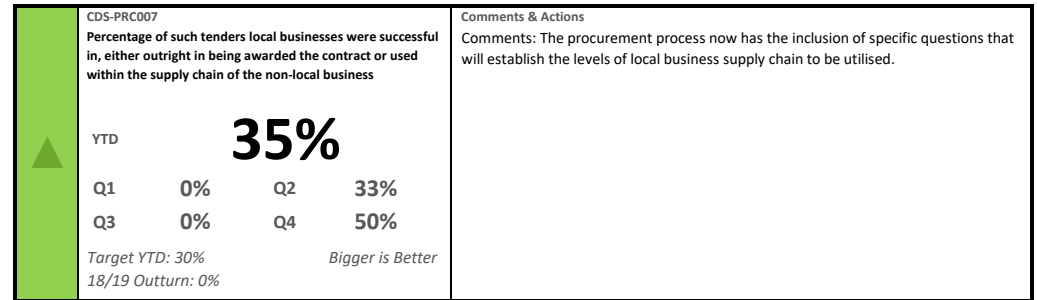 CDS-PRC007
Percentage of such tenders local businesses were successful
in, either outright in being awarded the contract or used
within the supply chain of the non-local business
YTD 35%
Q1 0% Q2 33%
Q3 0% Q4 50%
Target YTD: 30% Bigger is Better
18/19 Outturn: 0%
Comments & Actions
Comments: The procurement process now has the inclusion of specific questions that
will establish the levels of local business supply chain to be utilised.